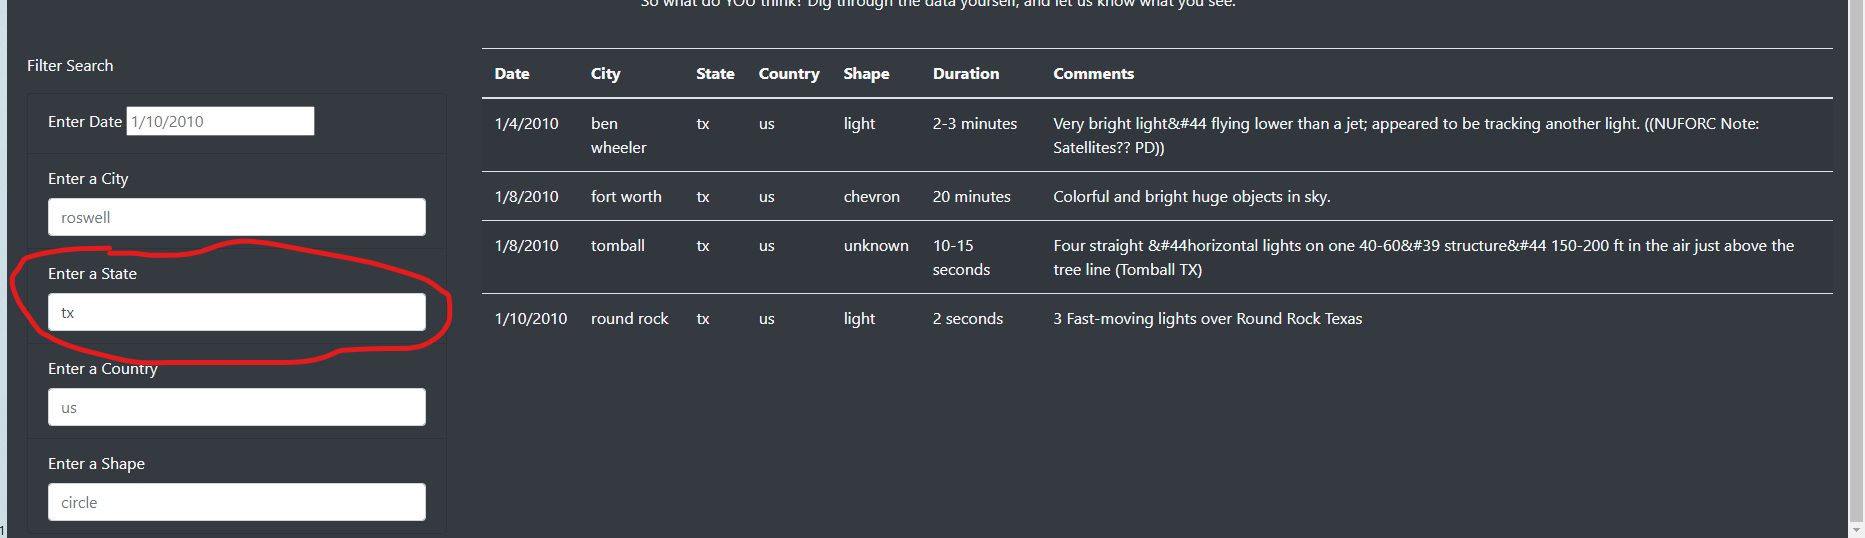 So what do YOU think? Dig through the data yourself, and let us know what you see.
Filter Search
Enter Date 1/10/2010
Enter a City
roswell
Enter a State
tx
Enter a Country
us
Enter a Shape
circle
Date City State Country Shape Duration Comments
1/4/2010 ben tx us light 2-3 minutes Very bright light&#44 flying lower than a jet; appeared to be tracking another light. ((NUFORC Note:
wheeler Satellites?? PD))
1/8/2010 fort worth tx us chevron 20 minutes Colorful and bright huge objects in sky.
1/8/2010 tomball tx us unknown 10-15 Four straight &#44horizontal lights on one 40-60&#39 structure&#44 150-200 ft in the air just above the
seconds tree line (Tomball TX)
1/10/2010 round rock tx us light 2 seconds 3 Fast-moving lights over Round Rock Texas
1